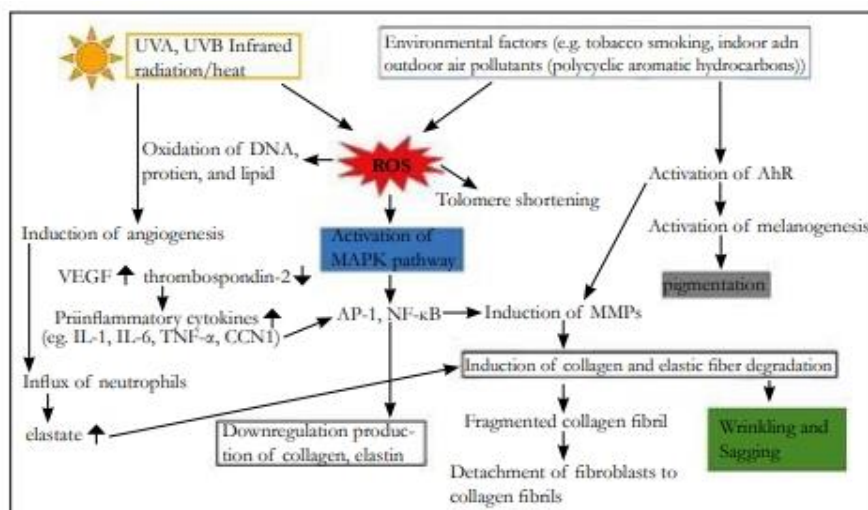 UVA, UVB Infrared
radiation/heat
Environmental factors (e.g. tobacco smoking, indoor adn
outdoor air pollutants (polycyclic aromatic hydrocarbons))
Oxidation of DNA,
protien, and lipid
ROS
Tolomere shortening
Activation of AhR
Induction of angiogenesis
Activation of
MAPK pathway
Activation of melanogenesis
VEGF ↑ thrombospondin-2 ↓
pigmentation
Priinflammatory cytokines ↑
(eg. IL-1, IL-6, TNF-α, CCN1)
AP-1, NF-κB
Induction of MMPs
Influx of neutrophils
Induction of collagen and elastic fiber degradation
elastate ↑
Downregulation produc-
tion of collagen, elastin
Fragmented collagen fibril
Wrinkling and
Sagging
Detachment of fibroblasts to
collagen fibrils